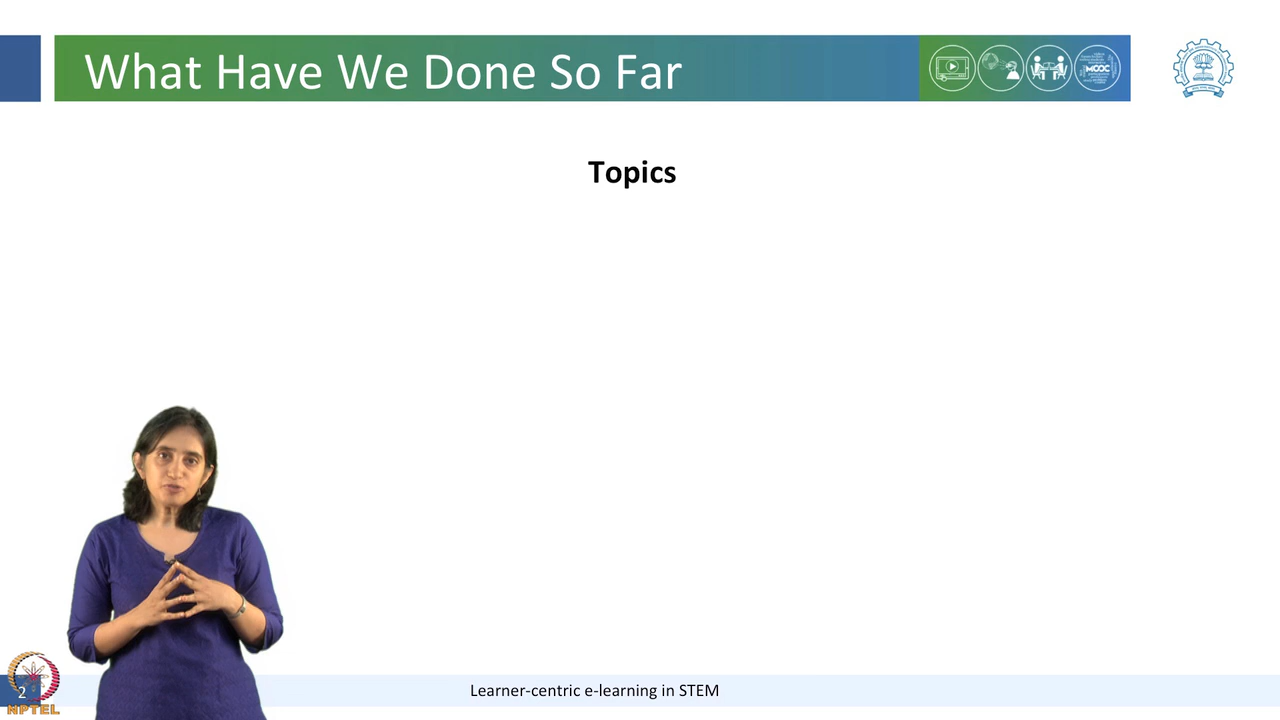 What Have We Done So Far
MOOC
Topics
2
Learner-centric e-learning in STEM
NPTEL